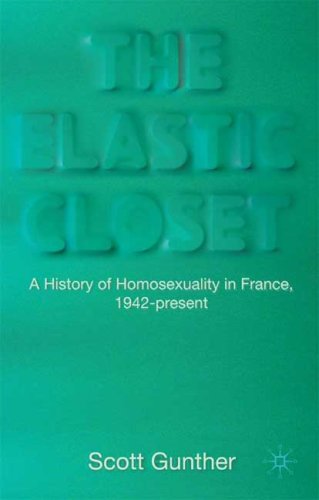 THE
ELASTIC
CLOSET
A History of Homosexuality in France,
1942-present
Scott Gunther